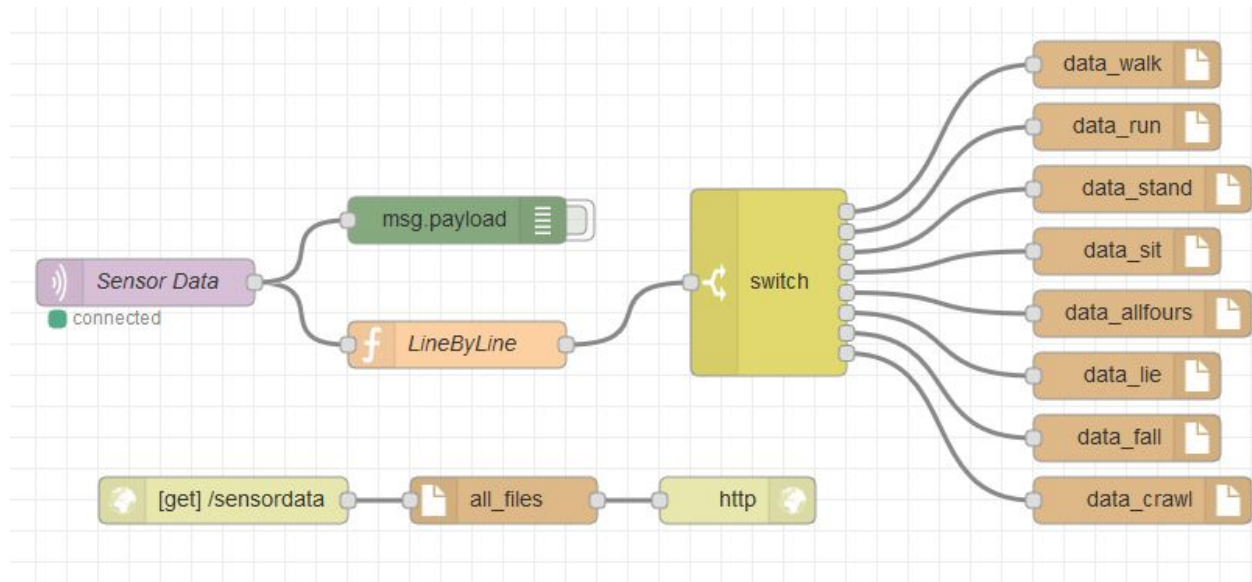 data_walk
data_run
data_stand
msg.payload
data_sit
Sensor Data
switch
connected
data_allfours
LineByLine
data_lie
data_fall
[get] /sensordata
all_files
http
data_crawl